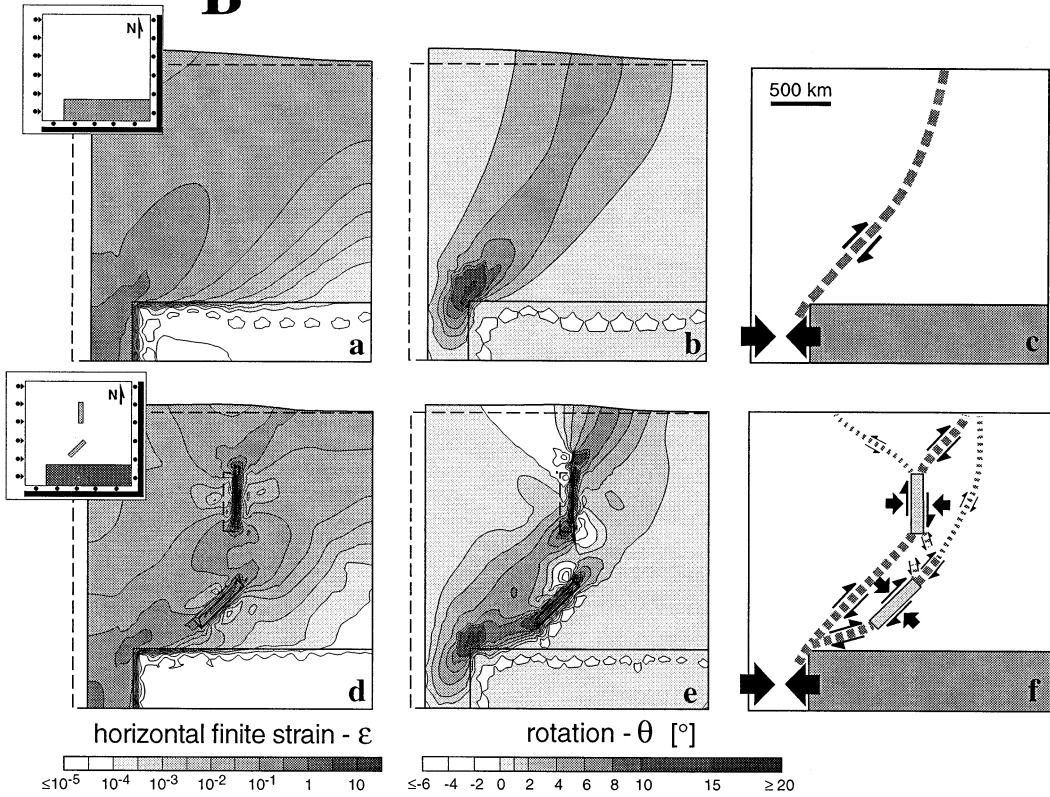 B
N
500 km
a
b
c
N
d
e
f
horizontal finite strain - ε
rotation - θ [°]
≤10-5 10-4 10-3 10-2 10-1 1 10
≤-6 -4 -2 0 2 4 6 8 10 15 ≥ 20